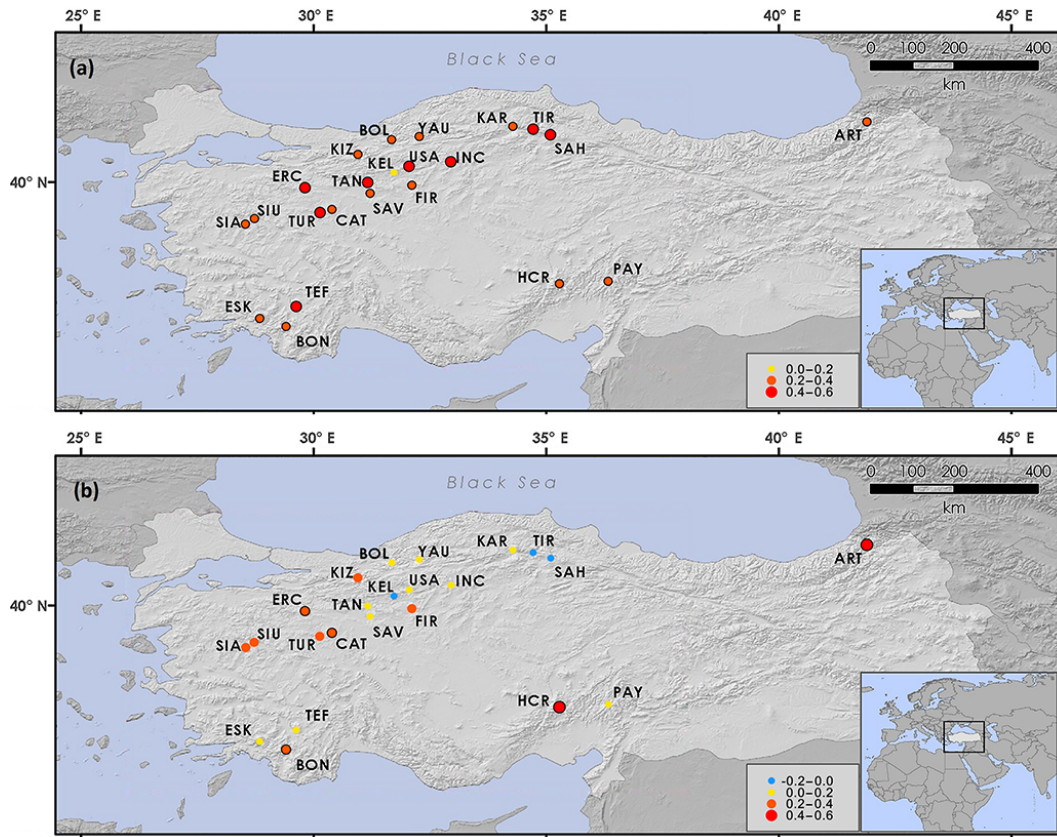 25° E 30° E 35° E 40° E 45° E
(a)
Black Sea
0 100 200 400
km
KAR TIR
BOL YAU
ART
SAH
KIZ
USA INC
KEL
40° N
ERC TAN
FIR
SAV
SIU
SIA TUR CAT
HCR PAY
TEF
ESK
BON
0.0-0.2
0.2-0.4
0.4-0.6
25° E 30° E 35° E 40° E 45° E
(b)
Black Sea
0 100 200 400
km
KAR TIR
BOL YAU
ART
SAH
KIZ
USA INC
KEL
40° N
ERC TAN
FIR
SAV
SIU
SIA TUR CAT
HCR PAY
TEF
ESK
BON
-0.2-0.0
0.0-0.2
0.2-0.4
0.4-0.6